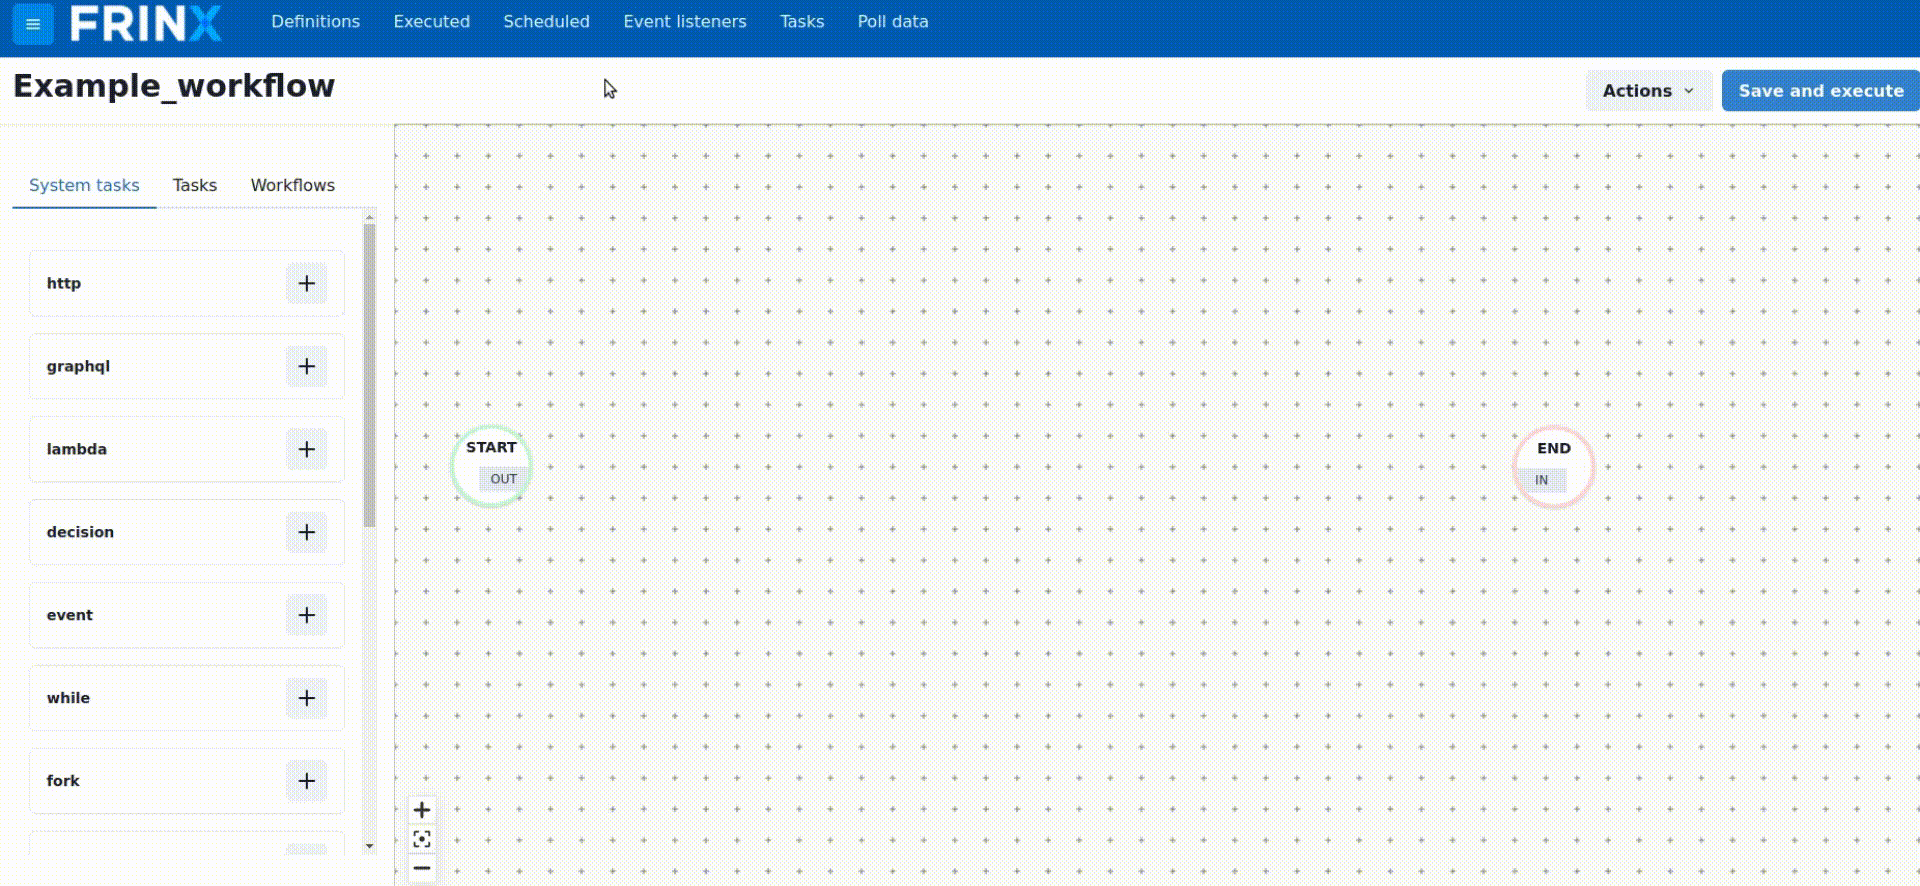 FRINX
Definitions Executed Scheduled Event listeners Tasks Poll data
Example_workflow
Actions Save and execute
System tasks Tasks Workflows
http
graphql
lambda
decision
event
while
fork
START
OUT
END
IN